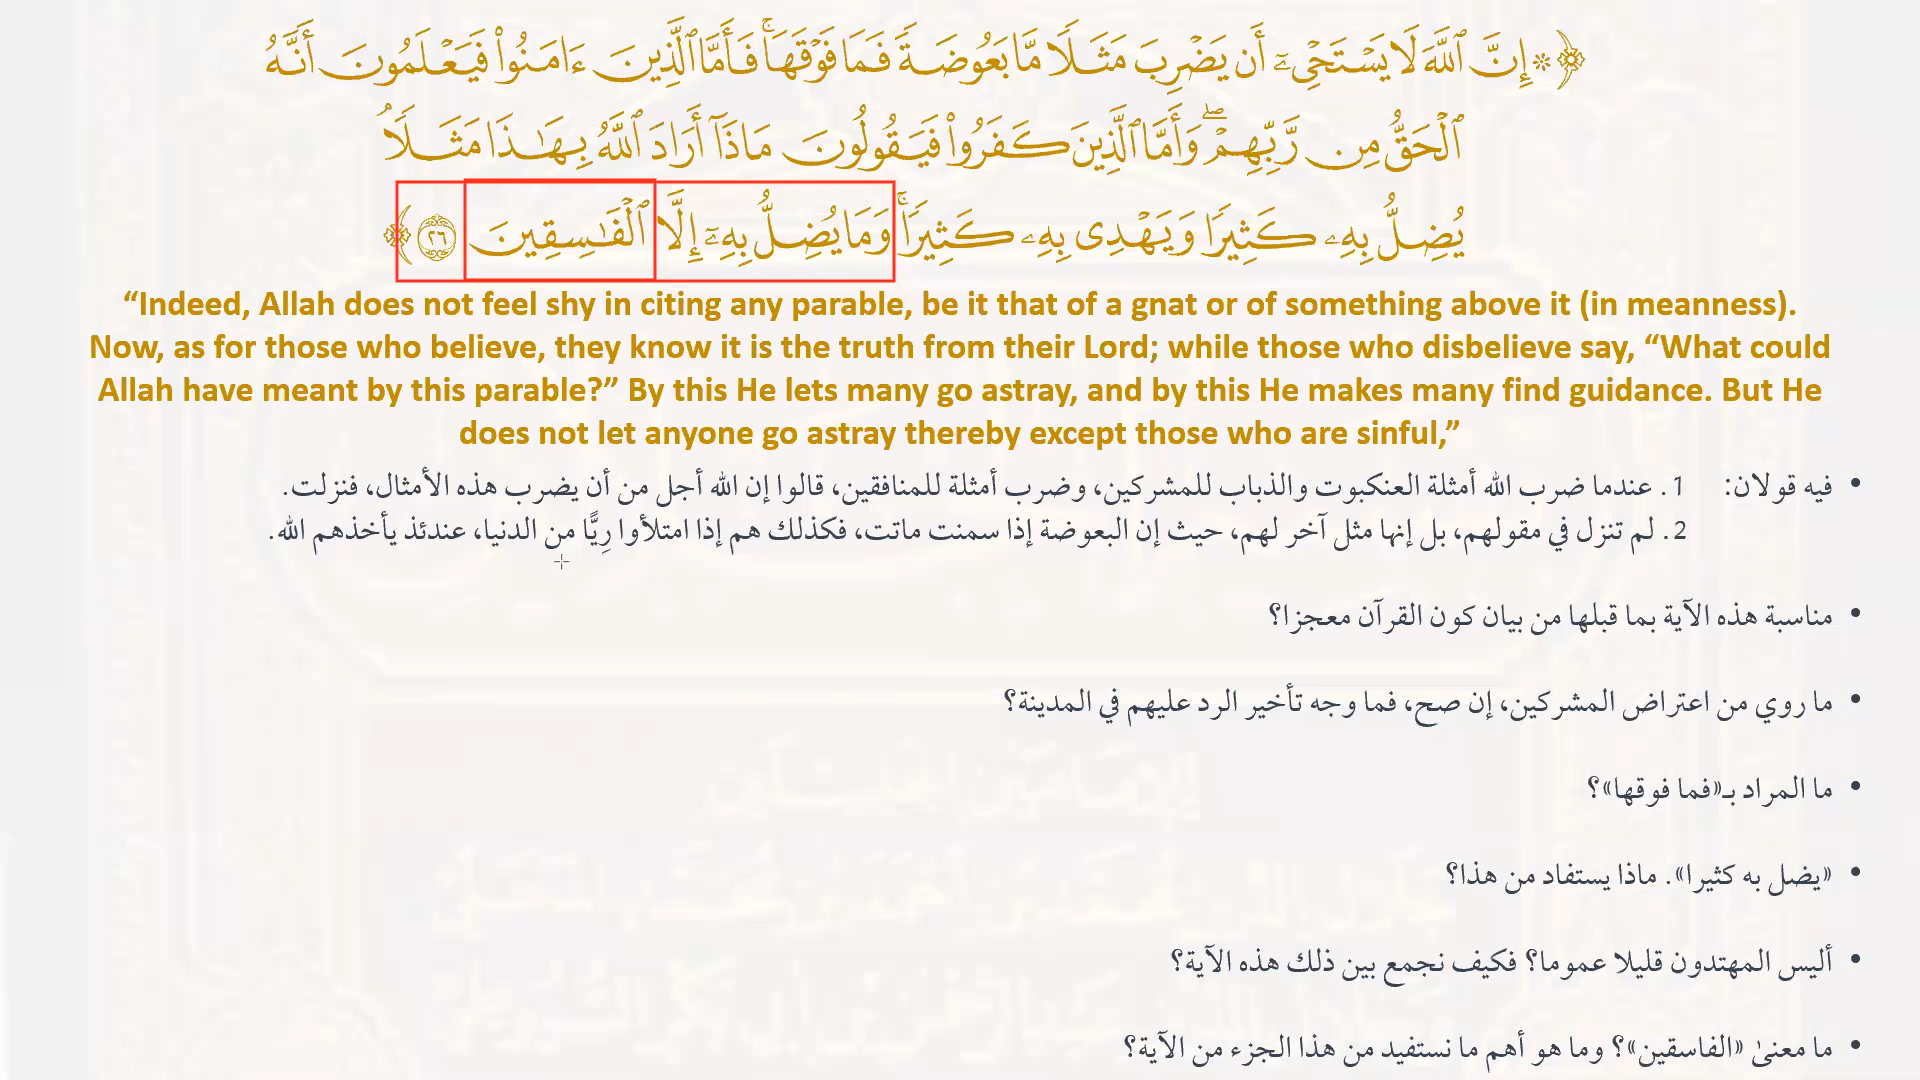 ﴿۞ إِنَّ ٱللَّهَ لَا يَسْتَحْىِۦٓ أَن يَضْرِبَ مَثَلًا مَّا بَعُوضَةً فَمَا فَوْقَهَا ۚ فَأَمَّا ٱلَّذِينَ ءَامَنُوا۟ فَيَعْلَمُونَ أَنَّهُ
ٱلْحَقُّ مِن رَّبِّهِمْ ۖ وَأَمَّا ٱلَّذِينَ كَفَرُوا۟ فَيَقُولُونَ مَاذَآ أَرَادَ ٱللَّهُ بِهَـٰذَا مَثَلًا ۘ
يُضِلُّ بِهِۦ كَثِيرًا وَيَهْدِى بِهِۦ كَثِيرًا ۚ وَمَا يُضِلُّ بِهِۦٓ إِلَّا ٱلْفَـٰسِقِينَ ٢٦﴾
“Indeed, Allah does not feel shy in citing any parable, be it that of a gnat or of something above it (in meanness).
Now, as for those who believe, they know it is the truth from their Lord; while those who disbelieve say, “What could
Allah have meant by this parable?” By this He lets many go astray, and by this He makes many find guidance. But He
does not let anyone go astray thereby except those who are sinful,”
• فيه قولان: 1. عندما ضرب الله أمثلة العنكبوت والذباب للمشركين، وضرب أمثلة للمنافقين، قالوا إن الله أجل من أن يضرب هذه الأمثال، فنزلت.
2. لم تنزل في مقولهم، بل إنها مثل آخر لهم، حيث إن البعوضة إذا سمنت ماتت، فكذلك هم إذا امتلأوا رِيًّا من الدنيا، عندئذ يأخذهم الله.
• مناسبة هذه الآية بما قبلها من بيان كون القرآن معجزا؟
• ما روي من اعتراض المشركين، إن صح، فما وجه تأخير الرد عليهم في المدينة؟
• ما المراد بـ«فما فوقها»؟
• «يضل به كثيرا». ماذا يستفاد من هذا؟
• أليس المهتدون قليلا عموما؟ فكيف نجمع بين ذلك هذه الآية؟
• ما معنىٰ «الفاسقين»؟ وما هو أهم ما نستفيد من هذا الجزء من الآية؟